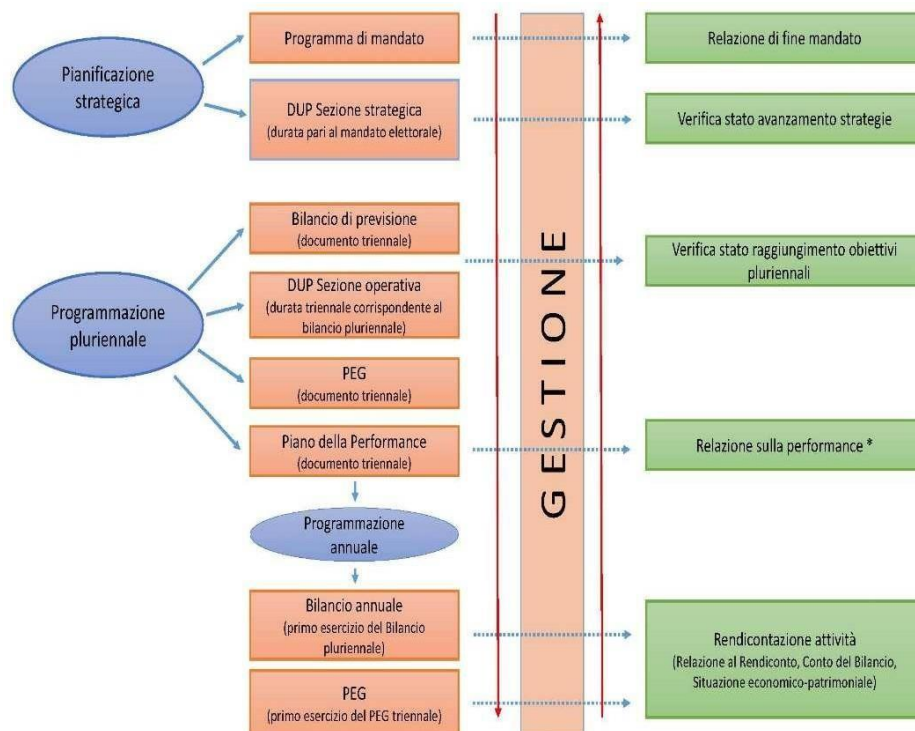 Pianificazione
strategica
Programma di mandato
Relazione di fine mandato
DUP Sezione strategica
(durata pari al mandato elettorale)
Verifica stato avanzamento strategie
Programmazione
pluriennale
Bilancio di previsione
(documento triennale)
Verifica stato raggiungimento obiettivi
pluriennali
DUP Sezione operativa
(durata triennale corrispondente al
bilancio pluriennale)
PEG
(documento triennale)
Piano della Performance
(documento triennale)
Relazione sulla performance *
GESTIONE
Programmazione
annuale
Bilancio annuale
(primo esercizio del Bilancio
pluriennale)
PEG
(primo esercizio del PEG triennale)
Rendicontazione attività
(Relazione al Rendiconto, Conto del Bilancio,
Situazione economico-patrimoniale)